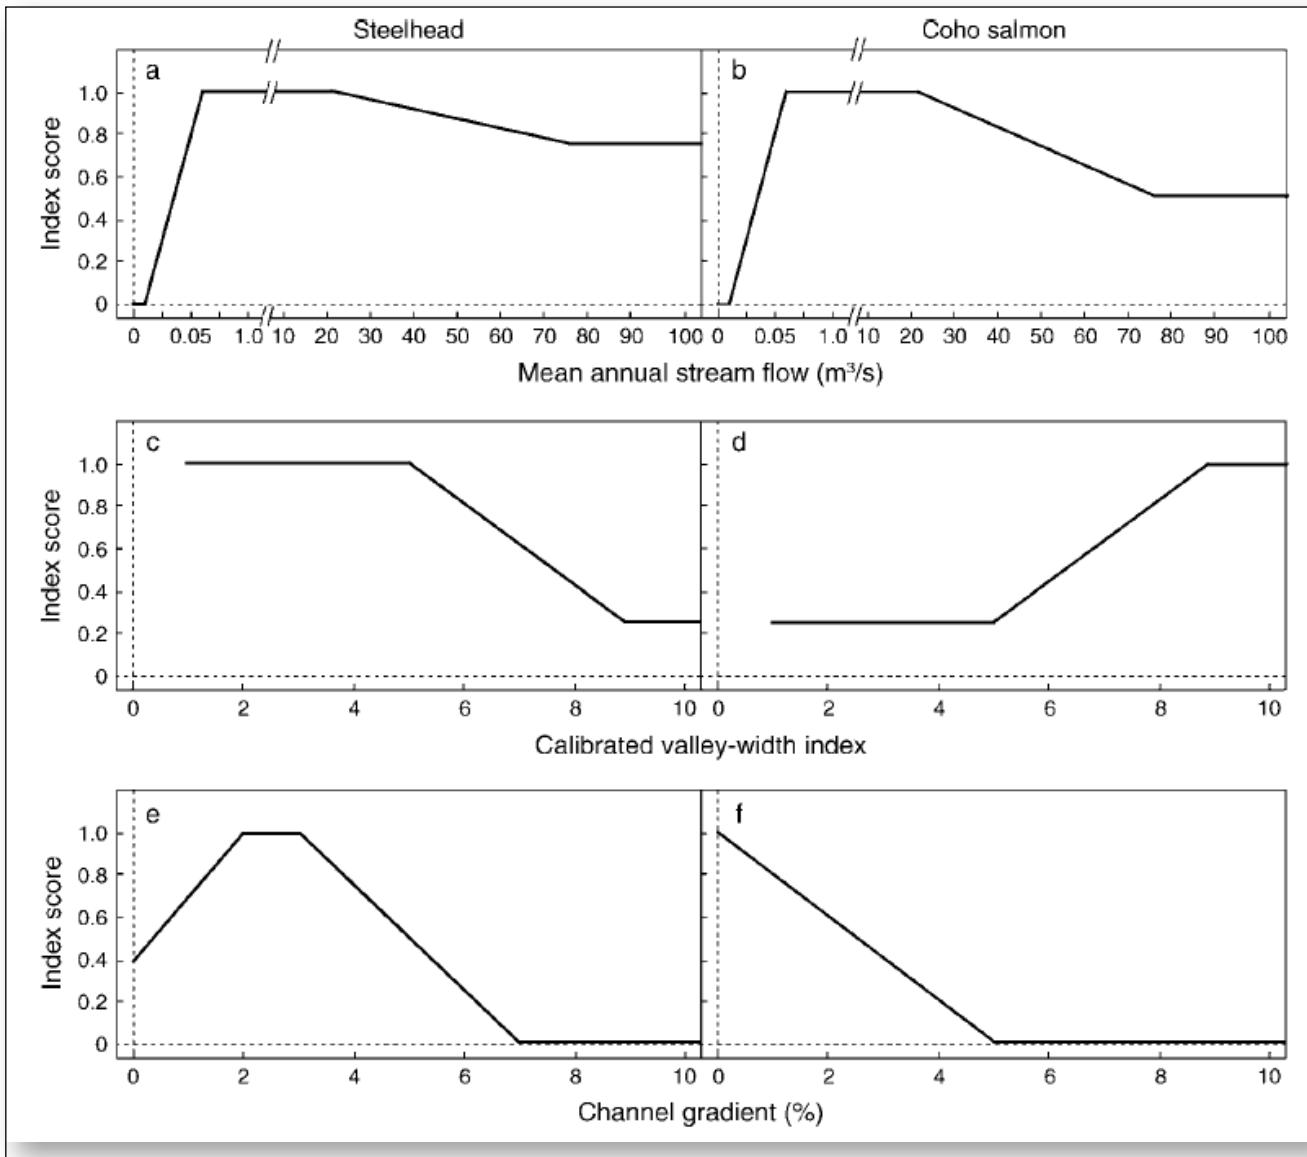 Steelhead Coho salmon
a b
Index score
1.0
0.8
0.6
0.4
0.2
0
0 0.05 1.0 10 20 30 40 50 60 70 80 90 100 0 0.05 1.0 10 20 30 40 50 60 70 80 90 100
Mean annual stream flow (m³/s)
c d
Index score
1.0
0.8
0.6
0.4
0.2
0
0 2 4 6 8 10 0 2 4 6 8 10
Calibrated valley-width index
e f
Index score
1.0
0.8
0.6
0.4
0.2
0
0 2 4 6 8 10 0 2 4 6 8 10
Channel gradient (%)